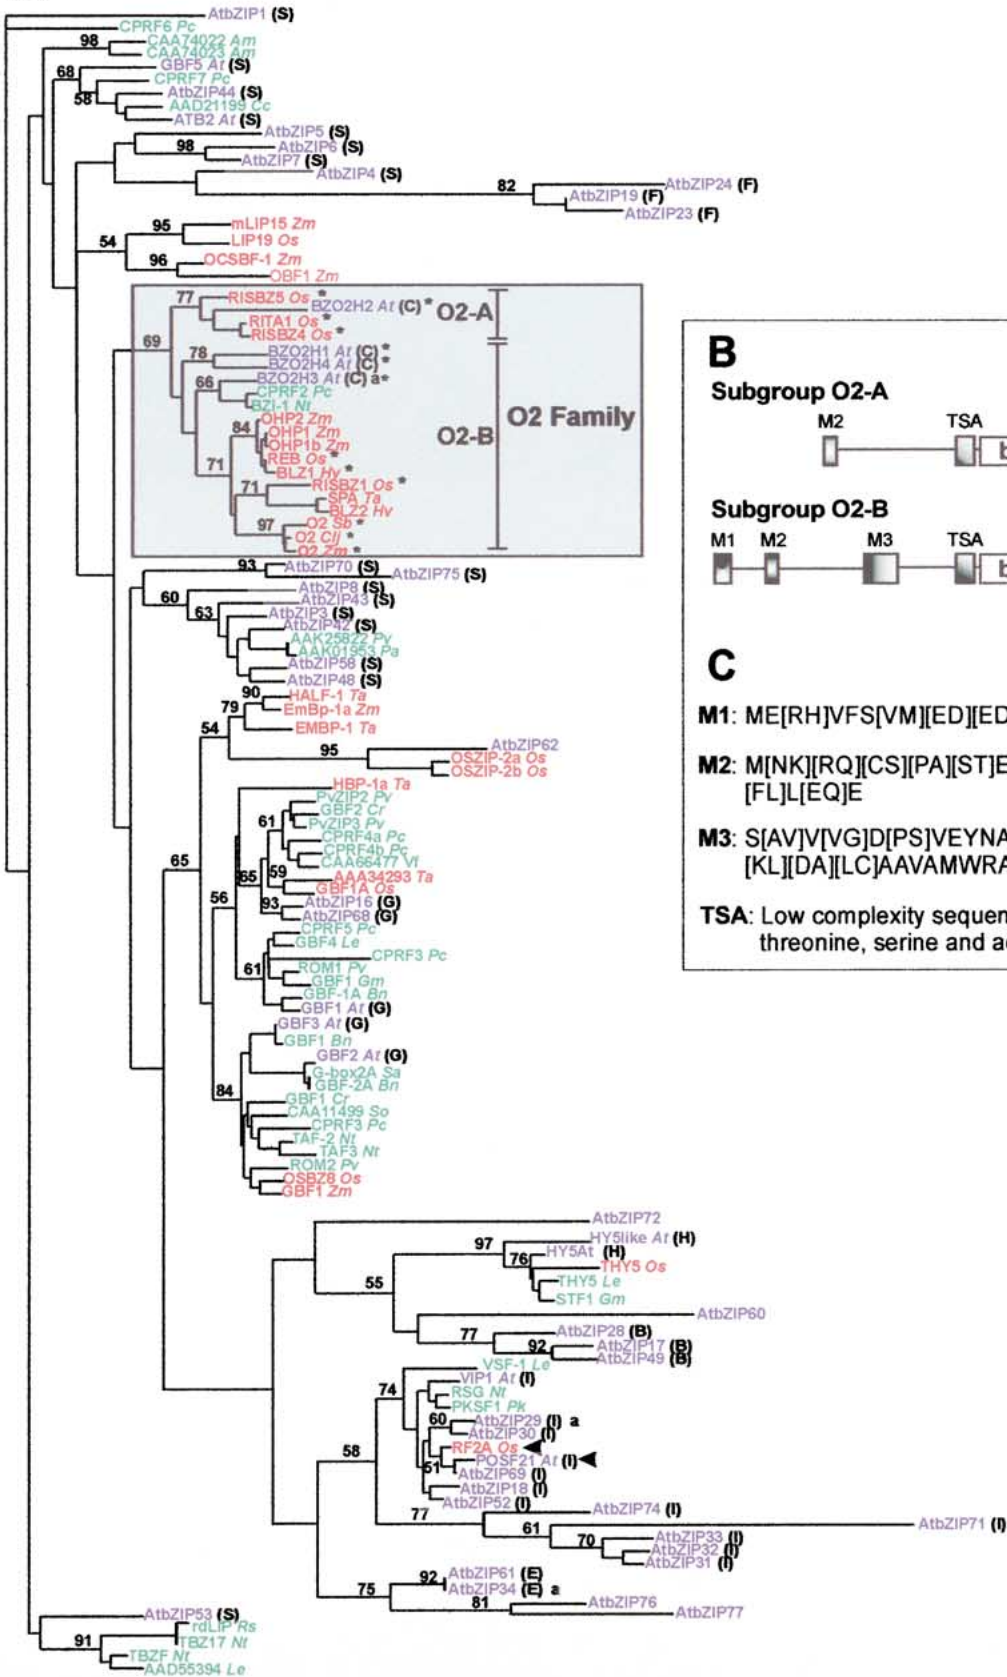 AtbZIP1 (S)
CPRF6 Pc
98
CAA74022 Am
CAA74023 Am
GBF5 At (S)
68
CPRF7 Pc
58
AtbZIP44 (S)
AAD21199 Cc
ATB2 At (S)
AtbZIP5 (S)
98
AtbZIP6 (S)
AtbZIP7 (S)
AtbZIP4 (S)
82
AtbZIP24 (F)
AtbZIP19 (F)
AtbZIP23 (F)
54
95
mLIP15 Zm
LIP19 Os
96
OCSBF-1 Zm
OBF1 Zm
69
77
RISBZ5 Os *
BZO2H2 At (C) *
RITA1 Os *
RISBZ4 Os *
O2-A
78
BZO2H1 At (C) *
BZO2H4 At (C) *
66
BZO2H3 At (C) a *
CPRF2 Pc
BZI-1 Nt
OHP2 Zm
84
OHP1 Zm
OHP1b Zm
REB Os *
BLZ1 Hv *
71
71
RISBZ1 Os *
SPA Ta
BLZ2 Hv
97
O2 Sb *
O2 Clj *
O2 Zm *
O2-B
O2 Family
93
AtbZIP70 (S)
AtbZIP75 (S)
60
AtbZIP8 (S)
AtbZIP43 (S)
63
AtbZIP3 (S)
AtbZIP42 (S)
AAK25822 Pv
AAK01953 Pa
AtbZIP58 (S)
AtbZIP48 (S)
54
79
90
HALF-1 Ta
EmBp-1a Zm
EMBP-1 Ta
95
AtbZIP62
OSZIP-2a Os
OSZIP-2b Os
65
HBP-1a Ta
PvZIP2 Pv
GBF2 Cr
61
PvZIP3 Pv
CPRF4a Pc
CPRF4b Pc
CAA66477 Vf
65
59
AAA34293 Ta
GBF1A Os
56
93
AtbZIP16 (G)
AtbZIP68 (G)
CPRF5 Pc
GBF4 Le
CPRF3 Pc
61
ROM1 Pv
GBF1 Gm
GBF-1A Bn
GBF1 At (G)
GBF3 At (G)
GBF1 Bn
GBF2 At (G)
G-box2A Sa
GBF-2A Bn
84
GBF1 Cr
CAA11499 So
CPRF3 Pc
TAF-2 Nt
TAF3 Nt
ROM2 Pv
OSBZ8 Os
GBF1 Zm
AtbZIP72
97
HY5like At (H)
HY5At (H)
76
THY5 Os
55
THY5 Le
STF1 Gm
AtbZIP60
77
AtbZIP28 (B)
92
AtbZIP17 (B)
AtbZIP49 (B)
VSF-1 Le
74
VIP1 At (I)
RSG Nt
PKSF1 Pk
60
AtbZIP29 (I) a
AtbZIP30 (I)
58
RF2A Os
51
POSF21 At (I)
AtbZIP69 (I)
AtbZIP18 (I)
AtbZIP52 (I)
77
AtbZIP74 (I)
61
AtbZIP71 (I)
70
AtbZIP33 (I)
AtbZIP32 (I)
AtbZIP31 (I)
75
92
AtbZIP61 (E)
AtbZIP34 (E) a
81
AtbZIP76
AtbZIP77
AtbZIP53 (S)
rdLIP Rs
91
TBZ17 Nt
TBZF Nt
AAD55394 Le
B
Subgroup O2-A
M2 TSA
b
Subgroup O2-B
M1 M2 M3 TSA
b
C
M1: ME[RH]VFS[VM][ED][ED
M2: M[NK][RQ][CS][PA][ST]E
[FL]L[EQ]E
M3: S[AV]V[VG]D[PS]VEYNA
[KL][DA][LC]AAVAMWRA
TSA: Low complexity sequen
threonine, serine and a